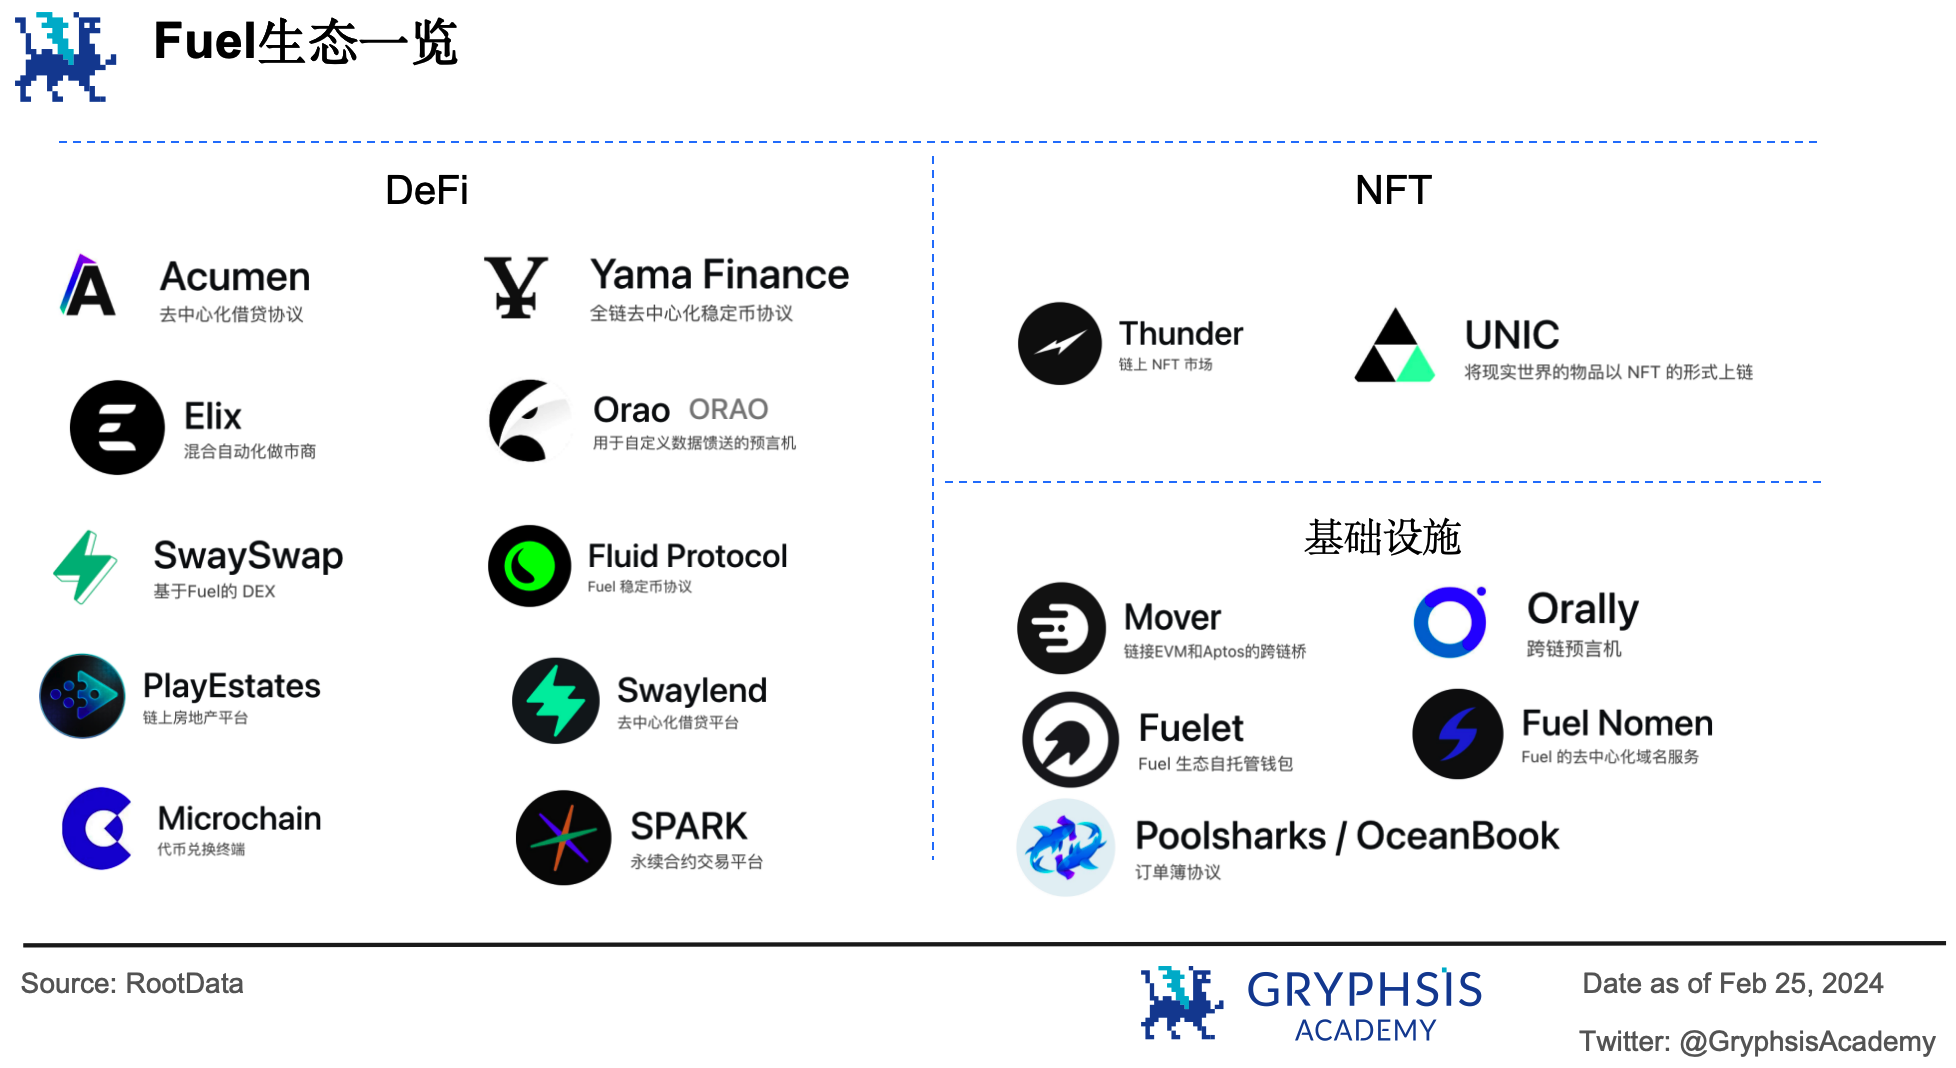 Fuel生态一览
DeFi
Acumen
去中心化借贷协议
Yama Finance
全链去中心化稳定币协议
Elix
混合自动化做市商
Orao ORAO
用于自定义数据馈送的预言机
SwaySwap
基于Fuel的 DEX
Fluid Protocol
Fuel 稳定币协议
PlayEstates
链上房地产平台
Swaylend
去中心化借贷平台
Microchain
代币兑换终端
SPARK
永续合约交易平台
NFT
Thunder
链上 NFT 市场
UNIC
将现实世界的物品以 NFT 的形式上链
基础设施
Mover
链接EVM和Aptos的跨链桥
Orally
跨链预言机
Fuelet
Fuel 生态自托管钱包
Fuel Nomen
Fuel 的去中心化域名服务
Poolsharks / OceanBook
订单簿协议
Source: RootData
GRYPHSIS
ACADEMY
Date as of Feb 25, 2024
Twitter: @GryphsisAcademy